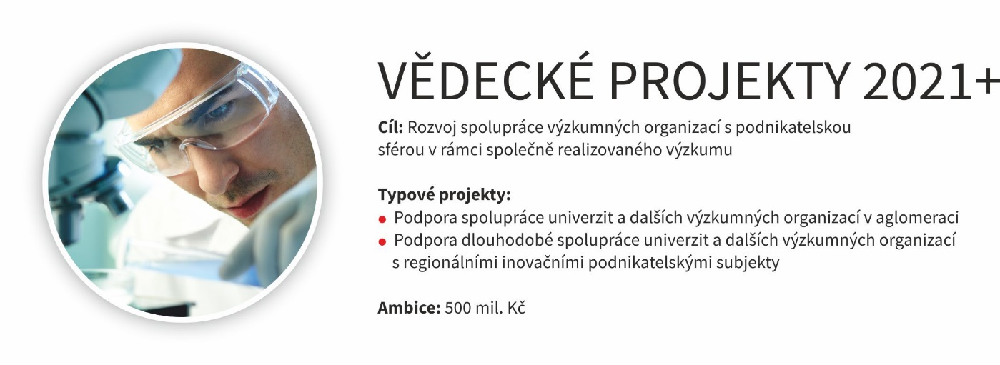 VĚDECKÉ PROJEKTY 2021+
Cíl: Rozvoj spolupráce výzkumných organizací s podnikatelskou
sférou v rámci společně realizovaného výzkumu
Typové projekty:
• Podpora spolupráce univerzit a dalších výzkumných organizací v aglomeraci
• Podpora dlouhodobé spolupráce univerzit a dalších výzkumných organizací
s regionálními inovačními podnikatelskými subjekty
Ambice: 500 mil. Kč